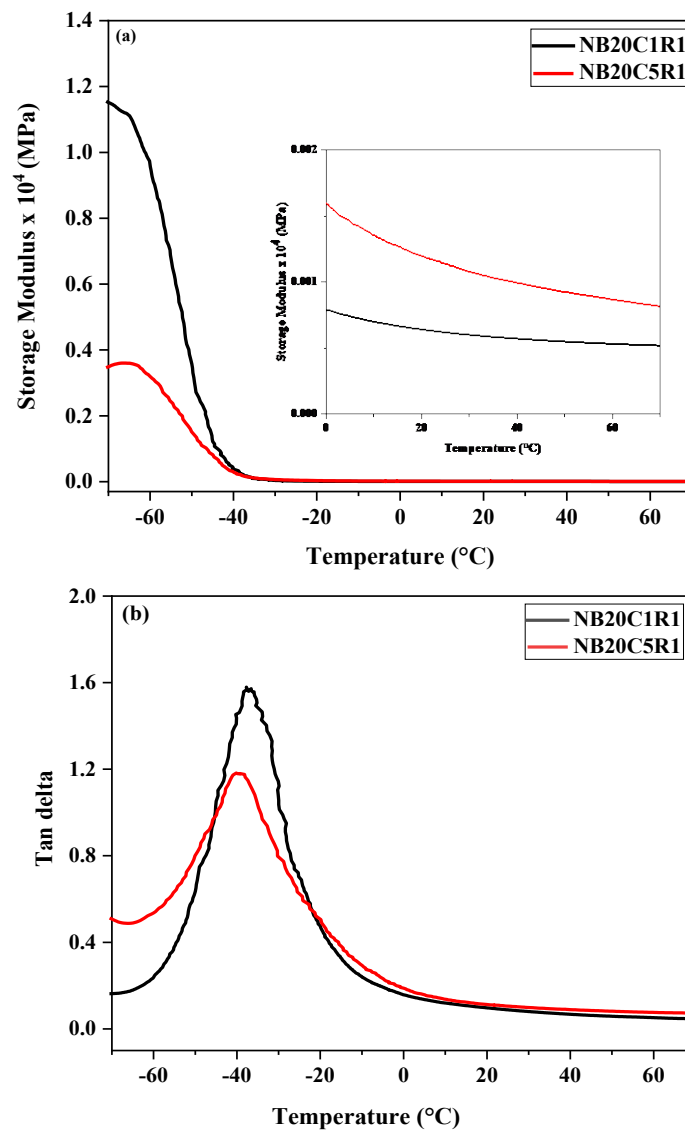 (a)
NB20C1R1
NB20C5R1
Storage Modulus x 10⁴ (MPa)
1.4
1.2
1.0
0.8
0.6
0.4
0.2
0.0
-60
-40
-20
0
20
40
60
Temperature (°C)
Storage Modulus x 10⁴ (MPa)
0.002
0.001
0.000
0
20
40
60
Temperature (°C)
(b)
NB20C1R1
NB20C5R1
Tan delta
2.0
1.6
1.2
0.8
0.4
0.0
-60
-40
-20
0
20
40
60
Temperature (°C)